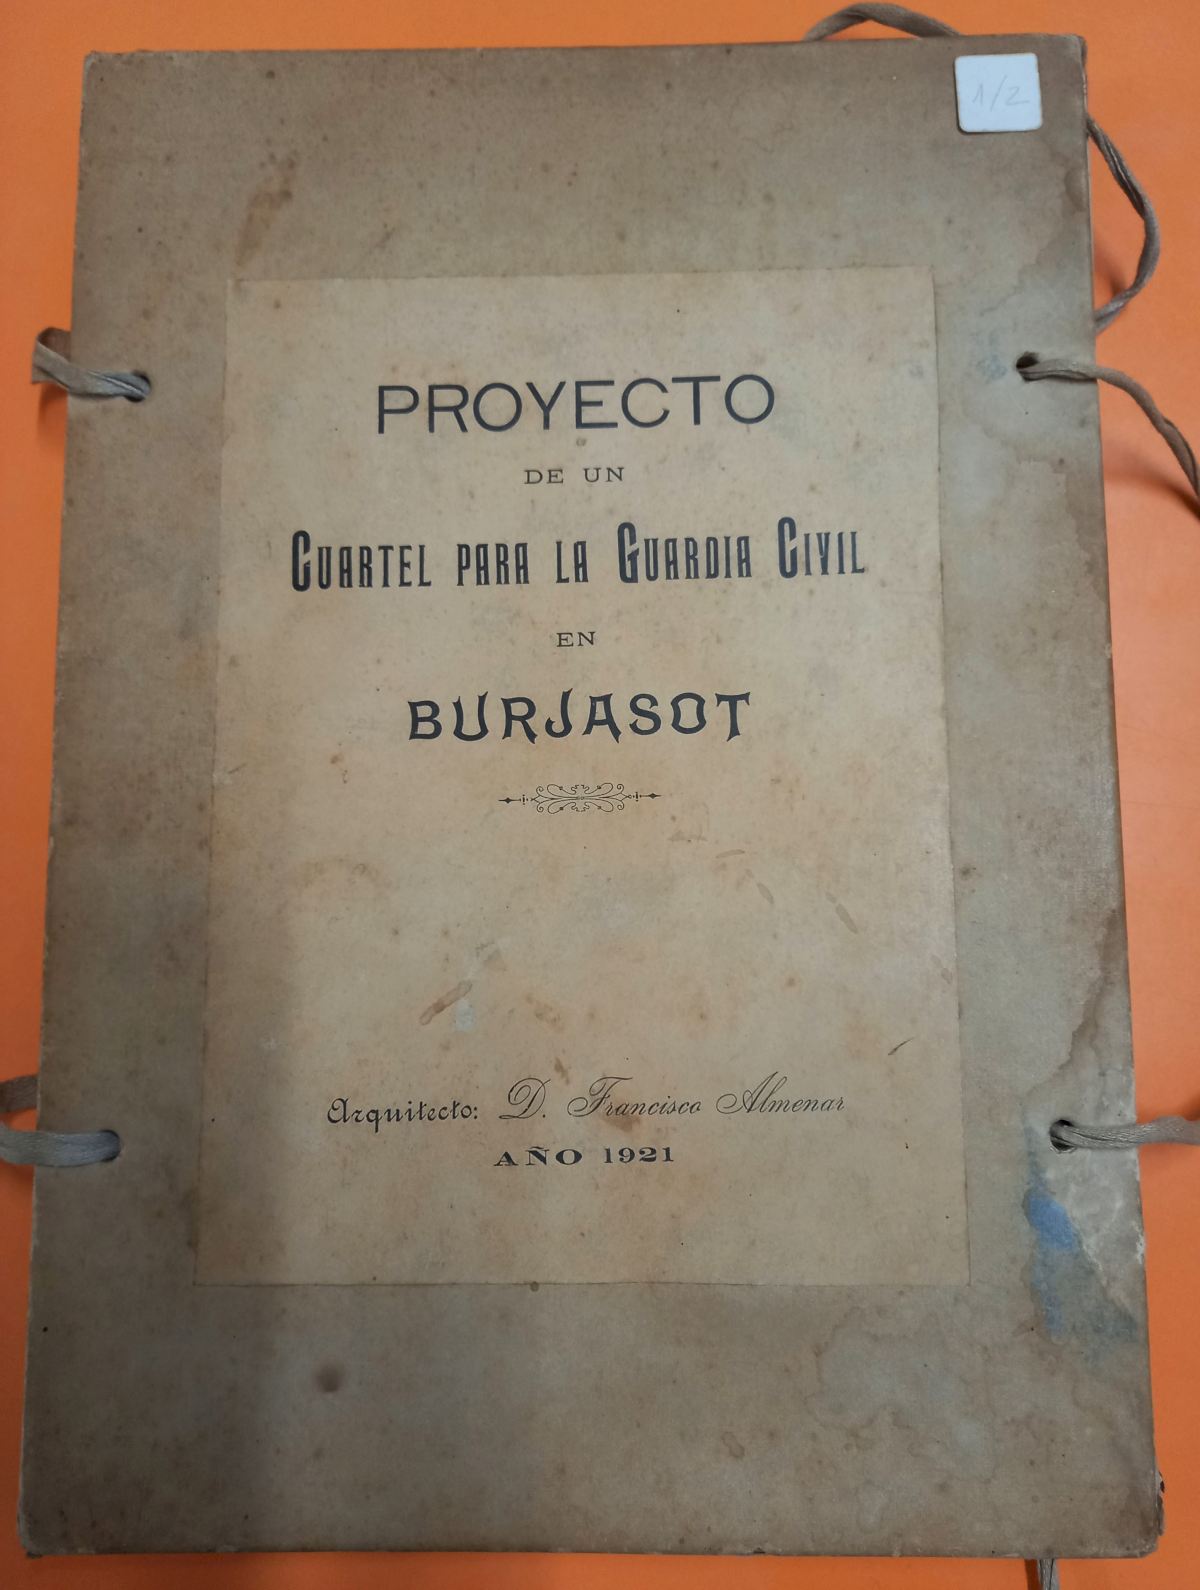 1/2
PROYECTO
DE UN
CUARTEL PARA LA GUARDIA CIVIL
EN
BURJASOT
Arquitecto: D. Francisco Almenar
AÑO 1921